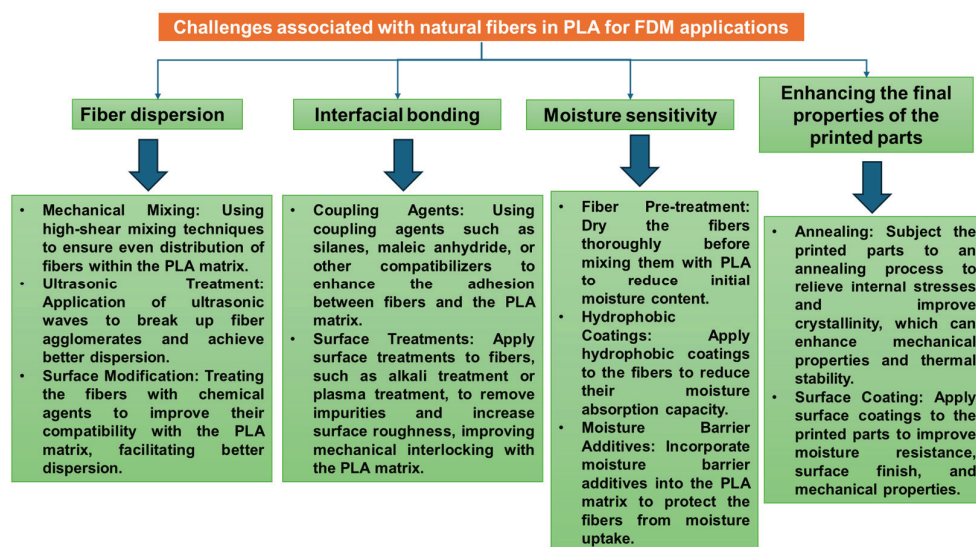 Challenges associated with natural fibers in PLA for FDM applications
Fiber dispersion
• Mechanical Mixing: Using
high-shear mixing techniques
to ensure even distribution of
fibers within the PLA matrix.
• Ultrasonic Treatment:
Application of ultrasonic
waves to break up fiber
agglomerates and achieve
better dispersion.
• Surface Modification: Treating
the fibers with chemical
agents to improve their
compatibility with the PLA
matrix, facilitating better
dispersion.
Interfacial bonding
• Coupling Agents: Using
coupling agents such as
silanes, maleic anhydride, or
other compatibilizers to
enhance the adhesion
between fibers and the PLA
matrix.
• Surface Treatments: Apply
surface treatments to fibers,
such as alkali treatment or
plasma treatment, to remove
impurities and increase
surface roughness, improving
mechanical interlocking with
the PLA matrix.
Moisture sensitivity
• Fiber Pre-treatment:
Dry the fibers
thoroughly before
mixing them with PLA
to reduce initial
moisture content.
• Hydrophobic
Coatings: Apply
hydrophobic coatings
to the fibers to reduce
their moisture
absorption capacity.
• Moisture Barrier
Additives: Incorporate
moisture barrier
additives into the PLA
matrix to protect the
fibers from moisture
uptake.
Enhancing the final
properties of the
printed parts
• Annealing: Subject the
printed parts to an
annealing process to
relieve internal stresses
and improve
crystallinity, which can
enhance mechanical
properties and thermal
stability.
• Surface Coating: Apply
surface coatings to the
printed parts to improve
moisture resistance,
surface finish, and
mechanical properties.